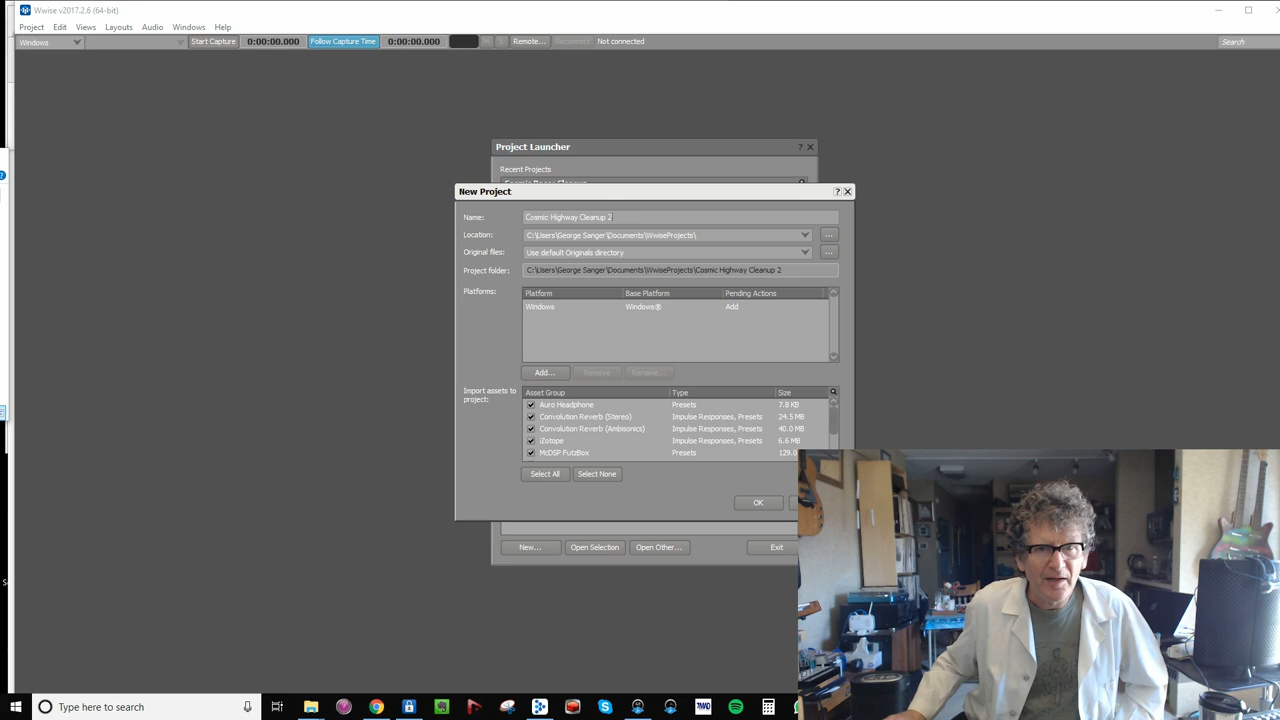 Wwise v2017.2.6 (64-bit)
Project Edit Views Layouts Audio Windows Help
Windows Start Capture 0:00:00.000 Follow Capture Time 0:00:00.000 Remote... Reconnect Not connected Search
Project Launcher ?
Recent Projects
New Project ?
Name: Cosmic Highway Cleanup 2
Location: C:\Users\George Sanger\Documents\WwiseProjects\ ...
Original files: Use default Originals directory ...
Project folder: C:\Users\George Sanger\Documents\WwiseProjects\Cosmic Highway Cleanup 2
Platforms: Platform Base Platform Pending Actions
Windows Windows® Add
Add... Remove Rename...
Import assets to
project:
Asset Group Type Size
Auro Headphone Presets 7.8 KB
Convolution Reverb (Stereo) Impulse Responses, Presets 24.5 MB
Convolution Reverb (Ambisonics) Impulse Responses, Presets 40.0 MB
iZotope Impulse Responses, Presets 6.6 MB
McDSP FutzBox Presets 129.0
Select All Select None
OK
New... Open Selection Open Other... Exit
Type here to search